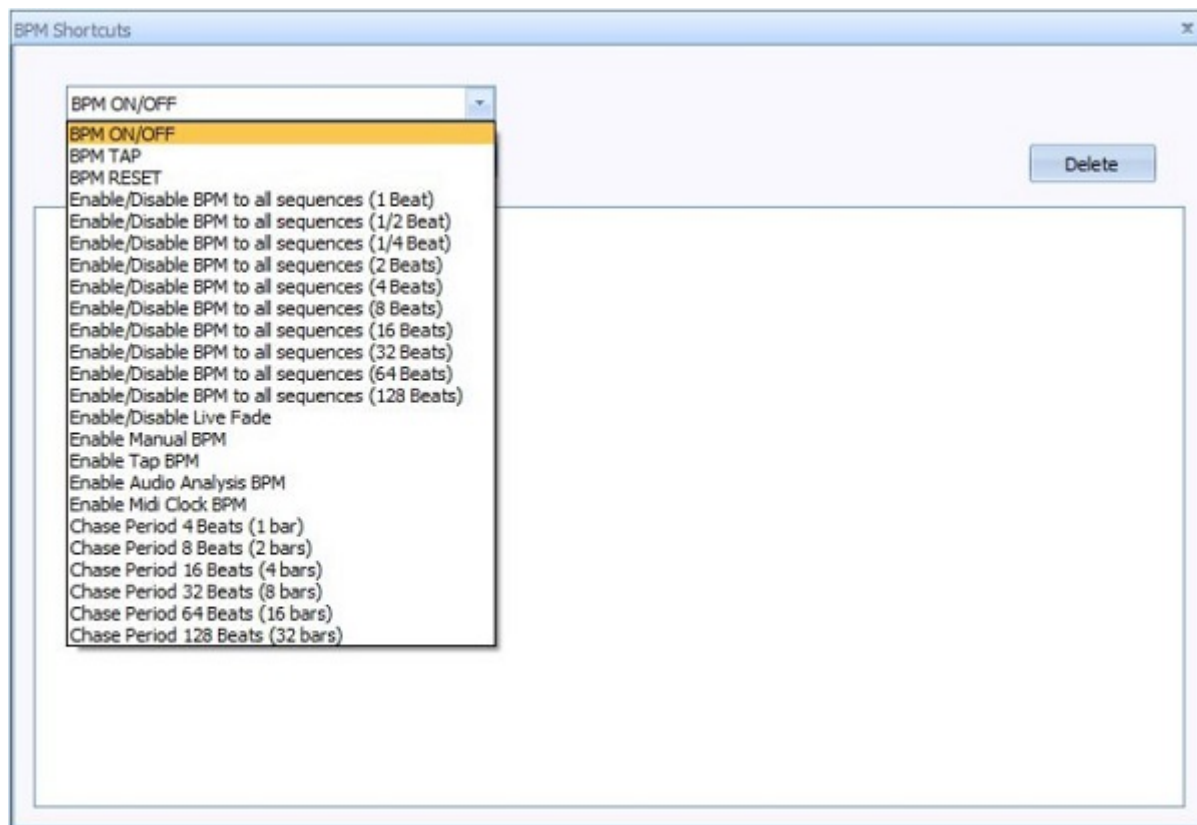 BPM Shortcuts
BPM ON/OFF
BPM ON/OFF
BPM TAP
BPM RESET
Enable/Disable BPM to all sequences (1 Beat)
Enable/Disable BPM to all sequences (1/2 Beat)
Enable/Disable BPM to all sequences (1/4 Beat)
Enable/Disable BPM to all sequences (2 Beats)
Enable/Disable BPM to all sequences (4 Beats)
Enable/Disable BPM to all sequences (8 Beats)
Enable/Disable BPM to all sequences (16 Beats)
Enable/Disable BPM to all sequences (32 Beats)
Enable/Disable BPM to all sequences (64 Beats)
Enable/Disable BPM to all sequences (128 Beats)
Enable/Disable Live Fade
Enable Manual BPM
Enable Tap BPM
Enable Audio Analysis BPM
Enable Midi Clock BPM
Chase Period 4 Beats (1 bar)
Chase Period 8 Beats (2 bars)
Chase Period 16 Beats (4 bars)
Chase Period 32 Beats (8 bars)
Chase Period 64 Beats (16 bars)
Chase Period 128 Beats (32 bars)
Delete